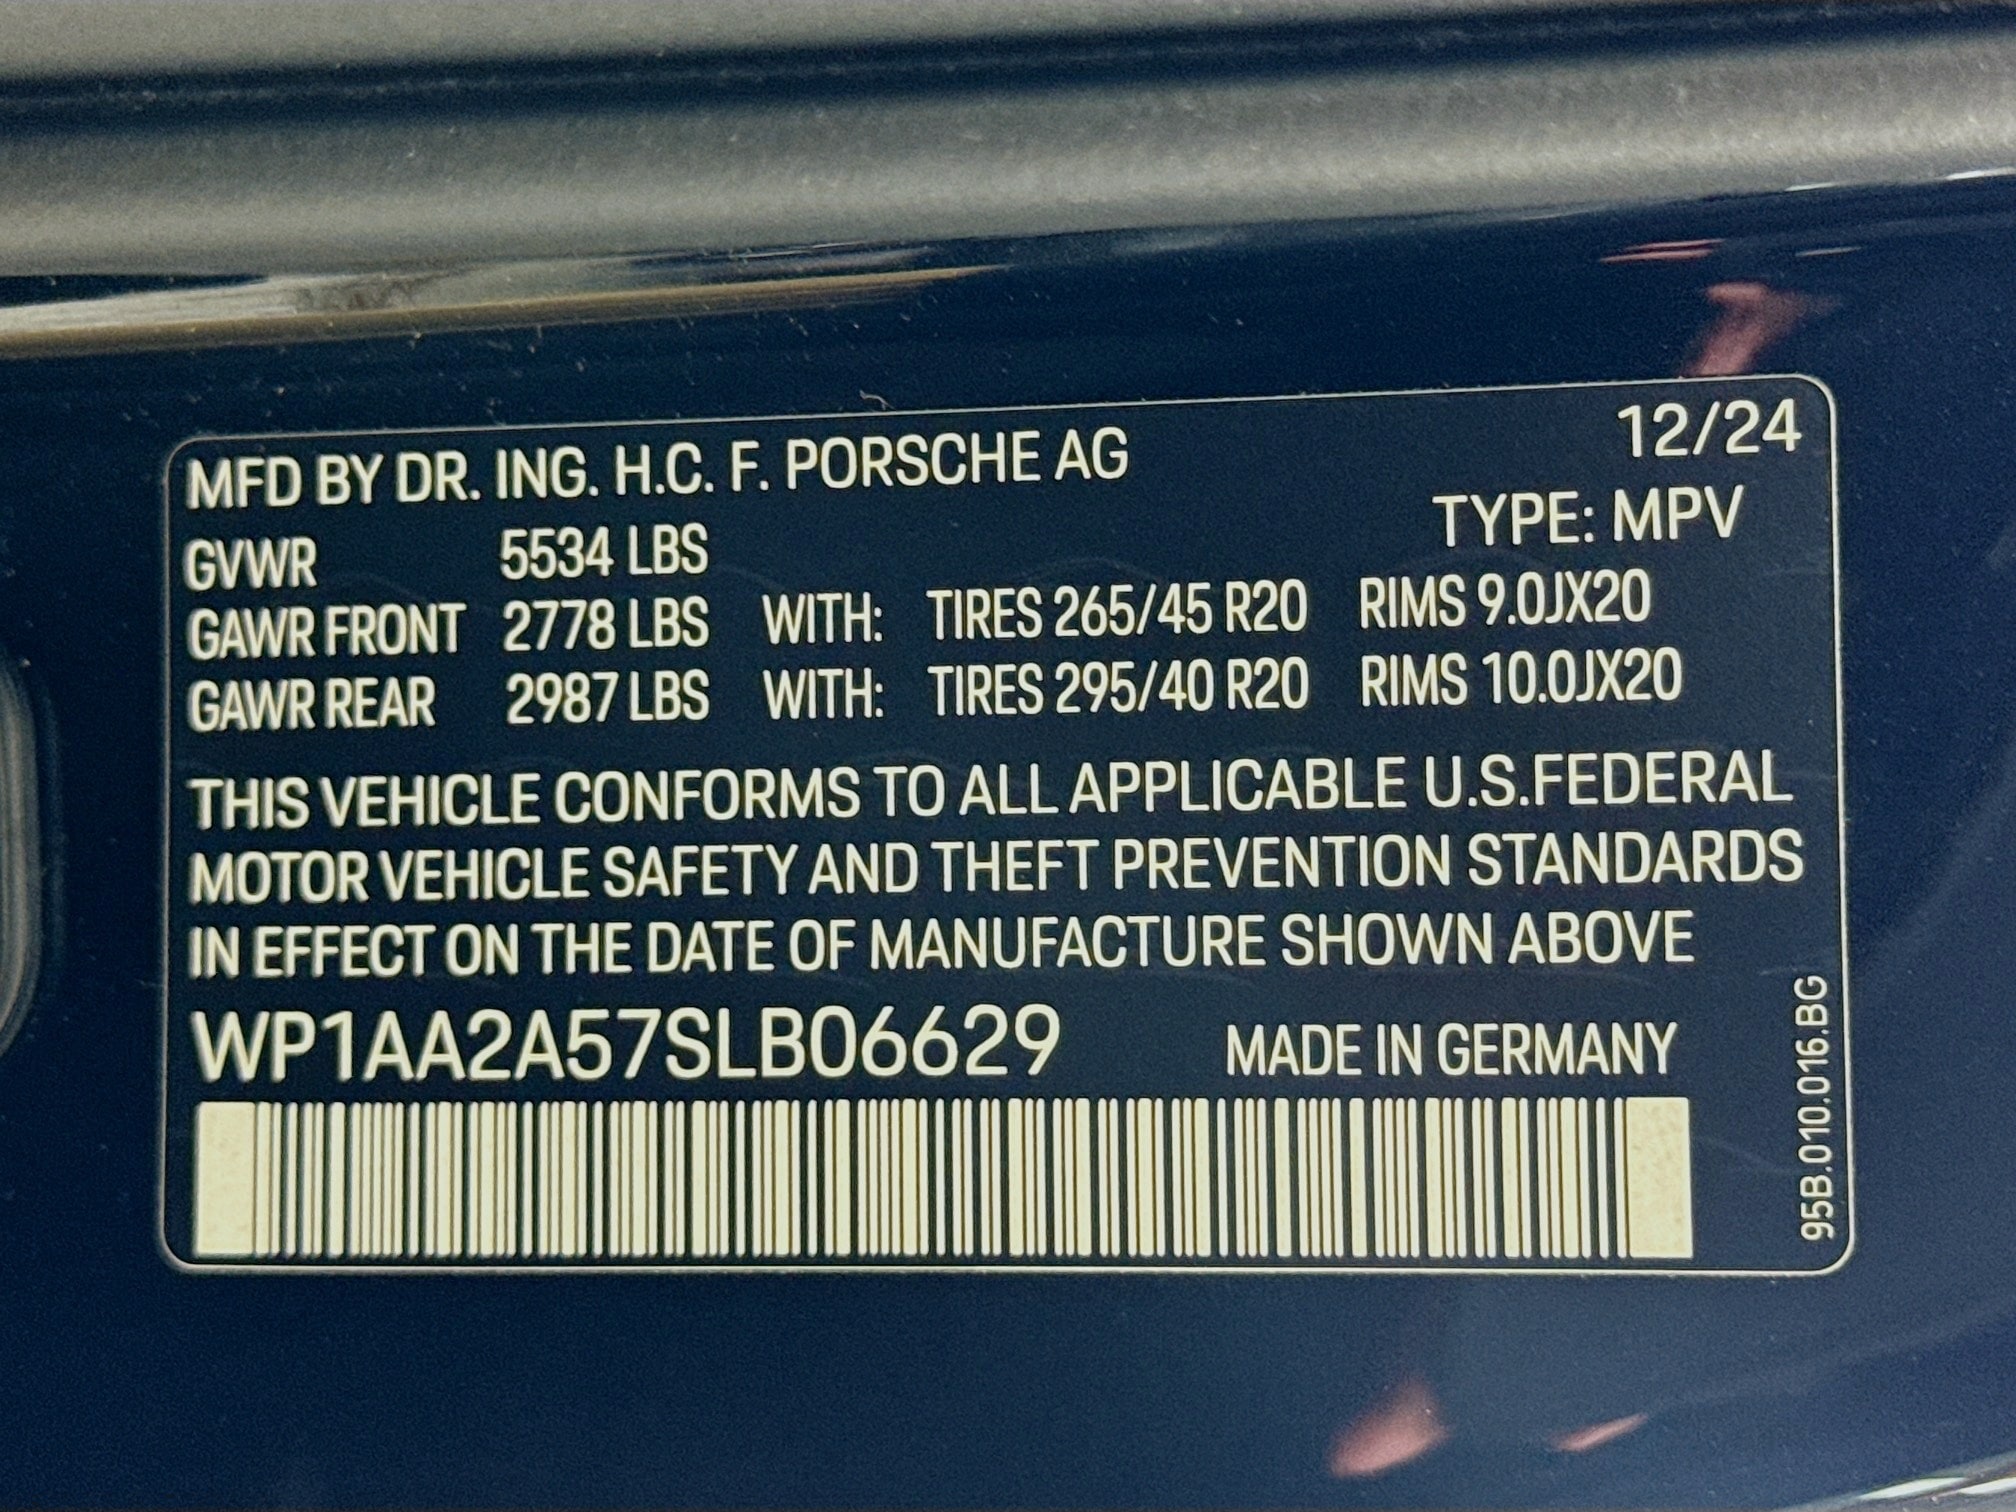 MFD BY DR. ING. H.C. F. PORSCHE AG 12/24
GVWR 5534 LBS TYPE: MPV
GAWR FRONT 2778 LBS WITH: TIRES 265/45 R20 RIMS 9.0JX20
GAWR REAR 2987 LBS WITH: TIRES 295/40 R20 RIMS 10.0JX20
THIS VEHICLE CONFORMS TO ALL APPLICABLE U.S.FEDERAL
MOTOR VEHICLE SAFETY AND THEFT PREVENTION STANDARDS
IN EFFECT ON THE DATE OF MANUFACTURE SHOWN ABOVE
WP1AA2A57SLB06629 MADE IN GERMANY
95B.010.016.BG